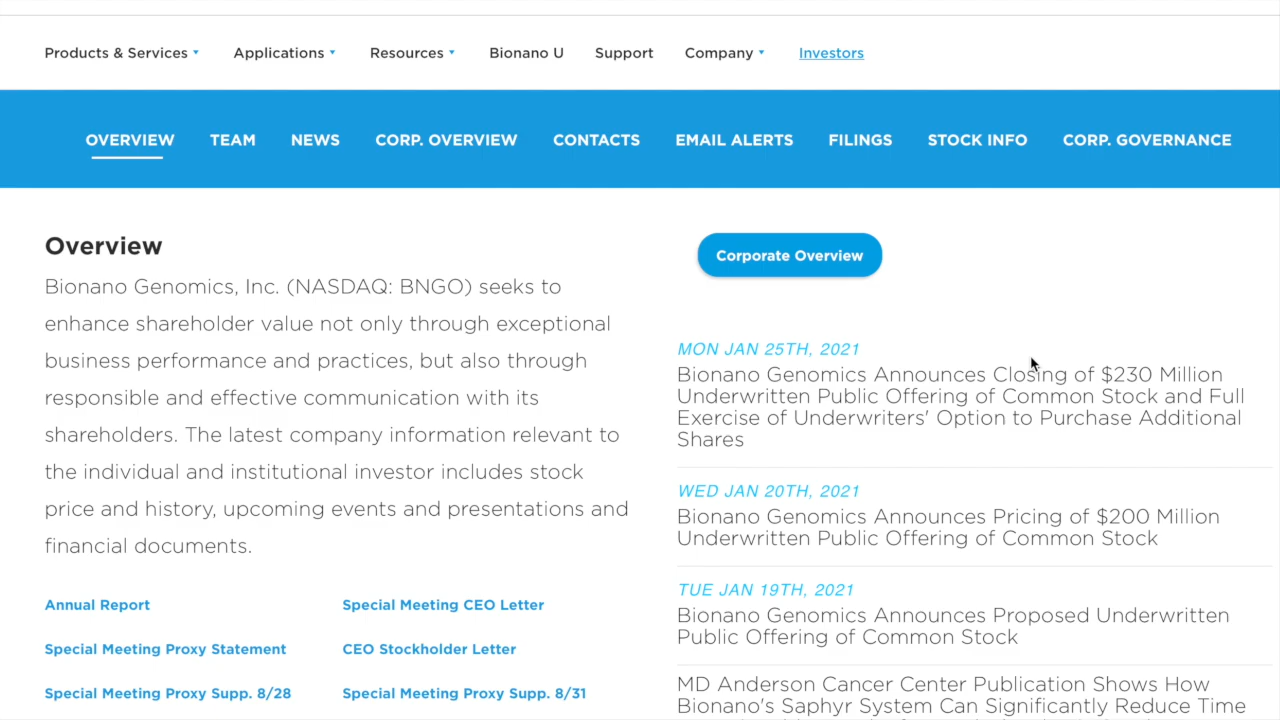 Products & Services Applications Resources Bionano U Support Company Investors
OVERVIEW TEAM NEWS CORP. OVERVIEW CONTACTS EMAIL ALERTS FILINGS STOCK INFO CORP. GOVERNANCE
Overview
Bionano Genomics, Inc. (NASDAQ: BNGO) seeks to
enhance shareholder value not only through exceptional
business performance and practices, but also through
responsible and effective communication with its
shareholders. The latest company information relevant to
the individual and institutional investor includes stock
price and history, upcoming events and presentations and
financial documents.
Annual Report Special Meeting CEO Letter
Special Meeting Proxy Statement CEO Stockholder Letter
Special Meeting Proxy Supp. 8/28 Special Meeting Proxy Supp. 8/31
Corporate Overview
MON JAN 25TH, 2021
Bionano Genomics Announces Closing of $230 Million
Underwritten Public Offering of Common Stock and Full
Exercise of Underwriters' Option to Purchase Additional
Shares
WED JAN 20TH, 2021
Bionano Genomics Announces Pricing of $200 Million
Underwritten Public Offering of Common Stock
TUE JAN 19TH, 2021
Bionano Genomics Announces Proposed Underwritten
Public Offering of Common Stock
MD Anderson Cancer Center Publication Shows How
Bionano's Saphyr System Can Significantly Reduce Time